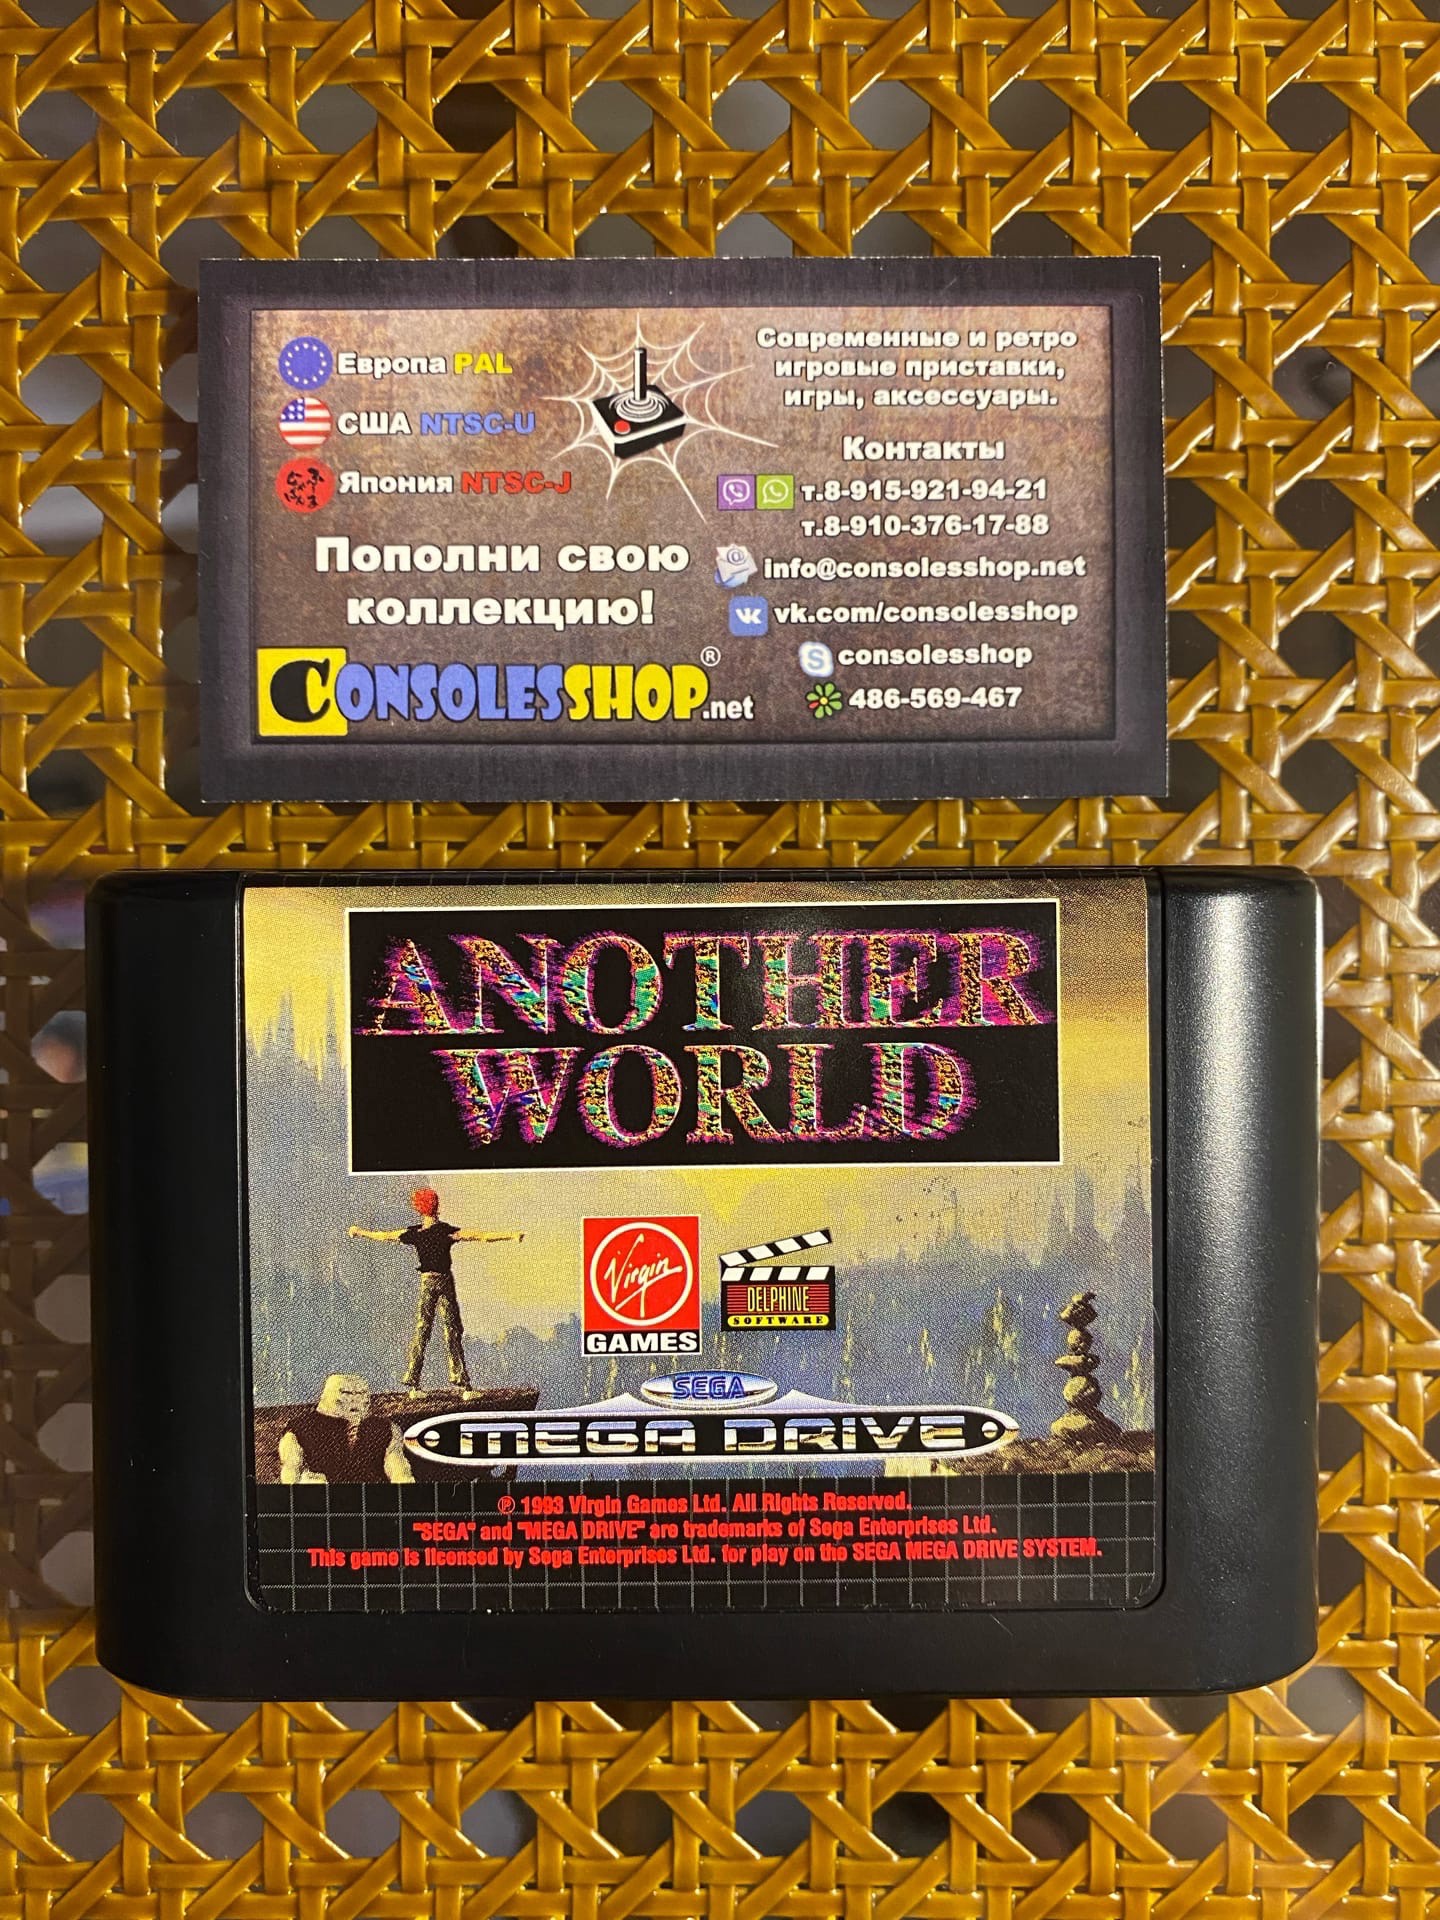 Европа PAL
США NTSC-U
Япония NTSC-J
Пополни свою
коллекцию!
CONSOLESSHOP.net
®
Современные и ретро
игровые приставки,
игры, аксессуары.
Контакты
т.8-915-921-94-21
т.8-910-376-17-88
info@consolesshop.net
vk.com/consolesshop
consolesshop
486-569-467
ANOTHER
WORLD
Virgin
GAMES
DELPHINE
SOFTWARE
SEGA
MEGA DRIVE
℗ 1993 Virgin Games Ltd. All Rights Reserved.
"SEGA" and "MEGA DRIVE" are trademarks of Sega Enterprises Ltd.
This game is licensed by Sega Enterprises Ltd. for play on the SEGA MEGA DRIVE SYSTEM.